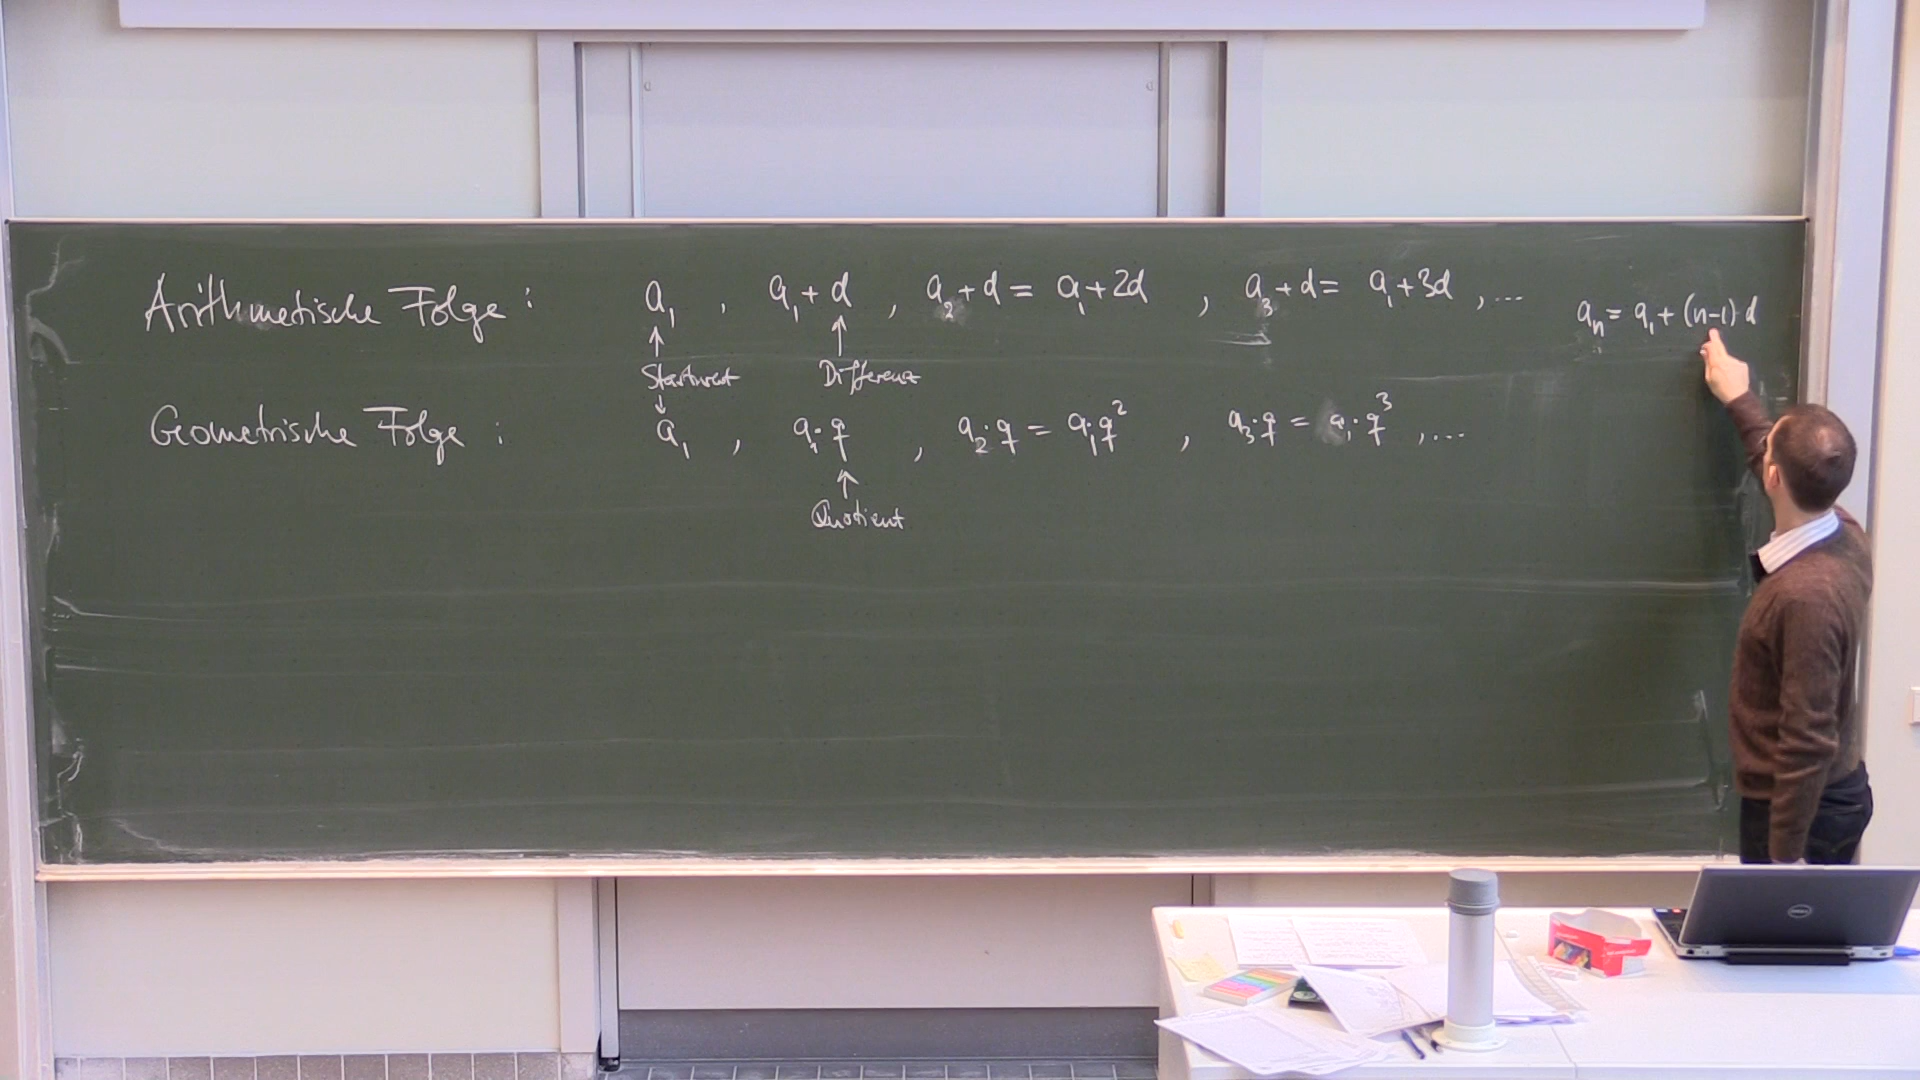 Arithmetische Folge : a₁ , a₁ + d , a₂ + d = a₁ + 2d , a₃ + d = a₁ + 3d , ... aₙ = a₁ + (n-1)·d
Startwert Differenz
Geometrische Folge : a₁ , a₁·q , a₂·q = a₁·q² , a₃·q = a₁·q³ , ...
Quotient
DELL